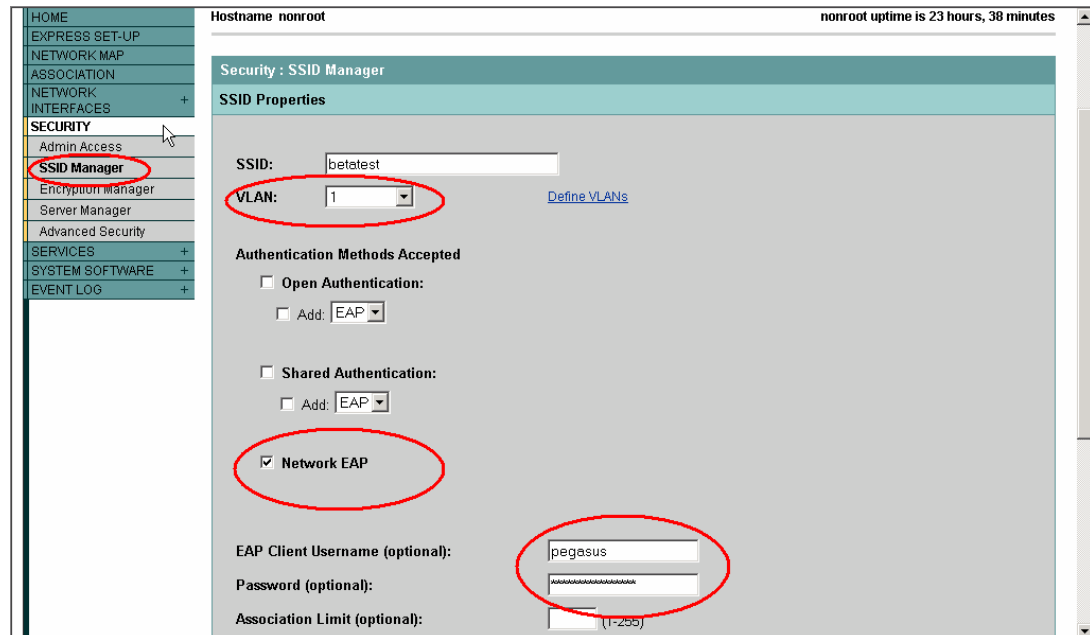 HOME
EXPRESS SET-UP
NETWORK MAP
ASSOCIATION
NETWORK
INTERFACES +
SECURITY
Admin Access
SSID Manager
Encryption Manager
Server Manager
Advanced Security
SERVICES +
SYSTEM SOFTWARE +
EVENT LOG +
Hostname nonroot nonroot uptime is 23 hours, 38 minutes
Security : SSID Manager
SSID Properties
SSID: betatest
VLAN: 1 Define VLANs
Authentication Methods Accepted
Open Authentication:
Add: EAP
Shared Authentication:
Add: EAP
Network EAP
EAP Client Username (optional): pegasus
Password (optional): ****************
Association Limit (optional): (1-255)